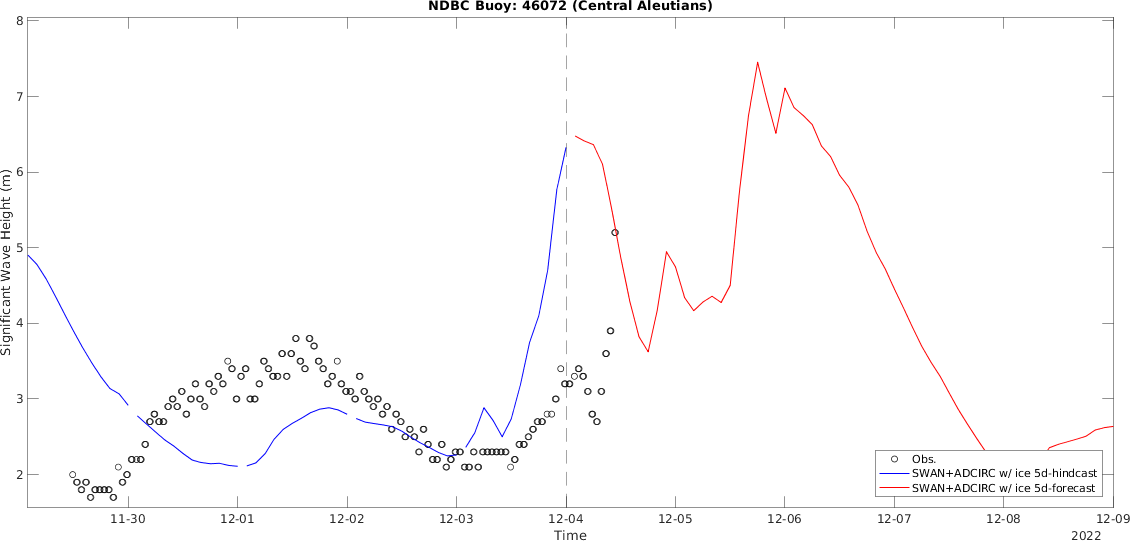 NDBC Buoy: 46072 (Central Aleutians)
Significant Wave Height (m)
8
7
6
5
4
3
2
Obs.
SWAN+ADCIRC w/ ice 5d-hindcast
SWAN+ADCIRC w/ ice 5d-forecast
11-30 12-01 12-02 12-03 12-04 12-05 12-06 12-07 12-08 12-09
Time 2022